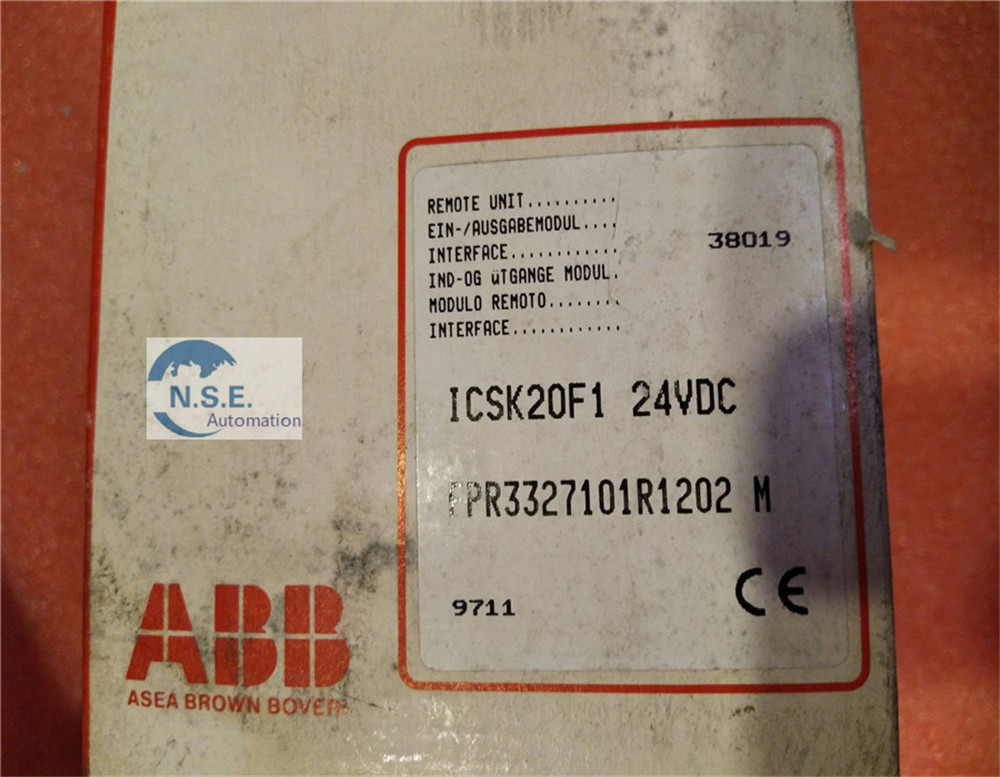 REMOTE UNIT..........
EIN-/AUSGABEMODUL....
INTERFACE............
IND-OG üTGANGE MODUL.
MODULO REMOTO........
INTERFACE............
38019
ICSK20F1 24VDC
FPR3327101R1202 M
9711
CE
N.S.E.
Automation
ABB
ASEA BROWN BOVERI